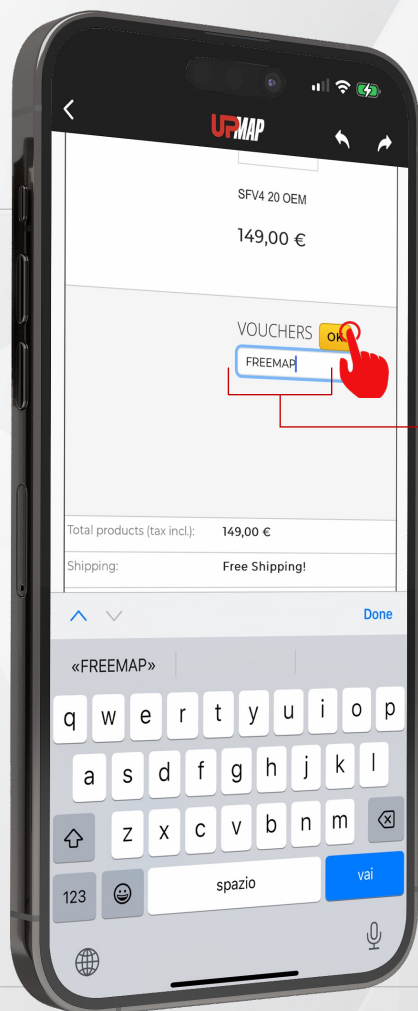 UPMAP
SFV4 20 OEM
149,00 €
VOUCHERS OK
FREEMAP
Total products (tax incl.): 149,00 €
Shipping: Free Shipping!
Done
«FREEMAP»
q w e r t y u i o p
a s d f g h j k l
z x c v b n m
123 spazio vai